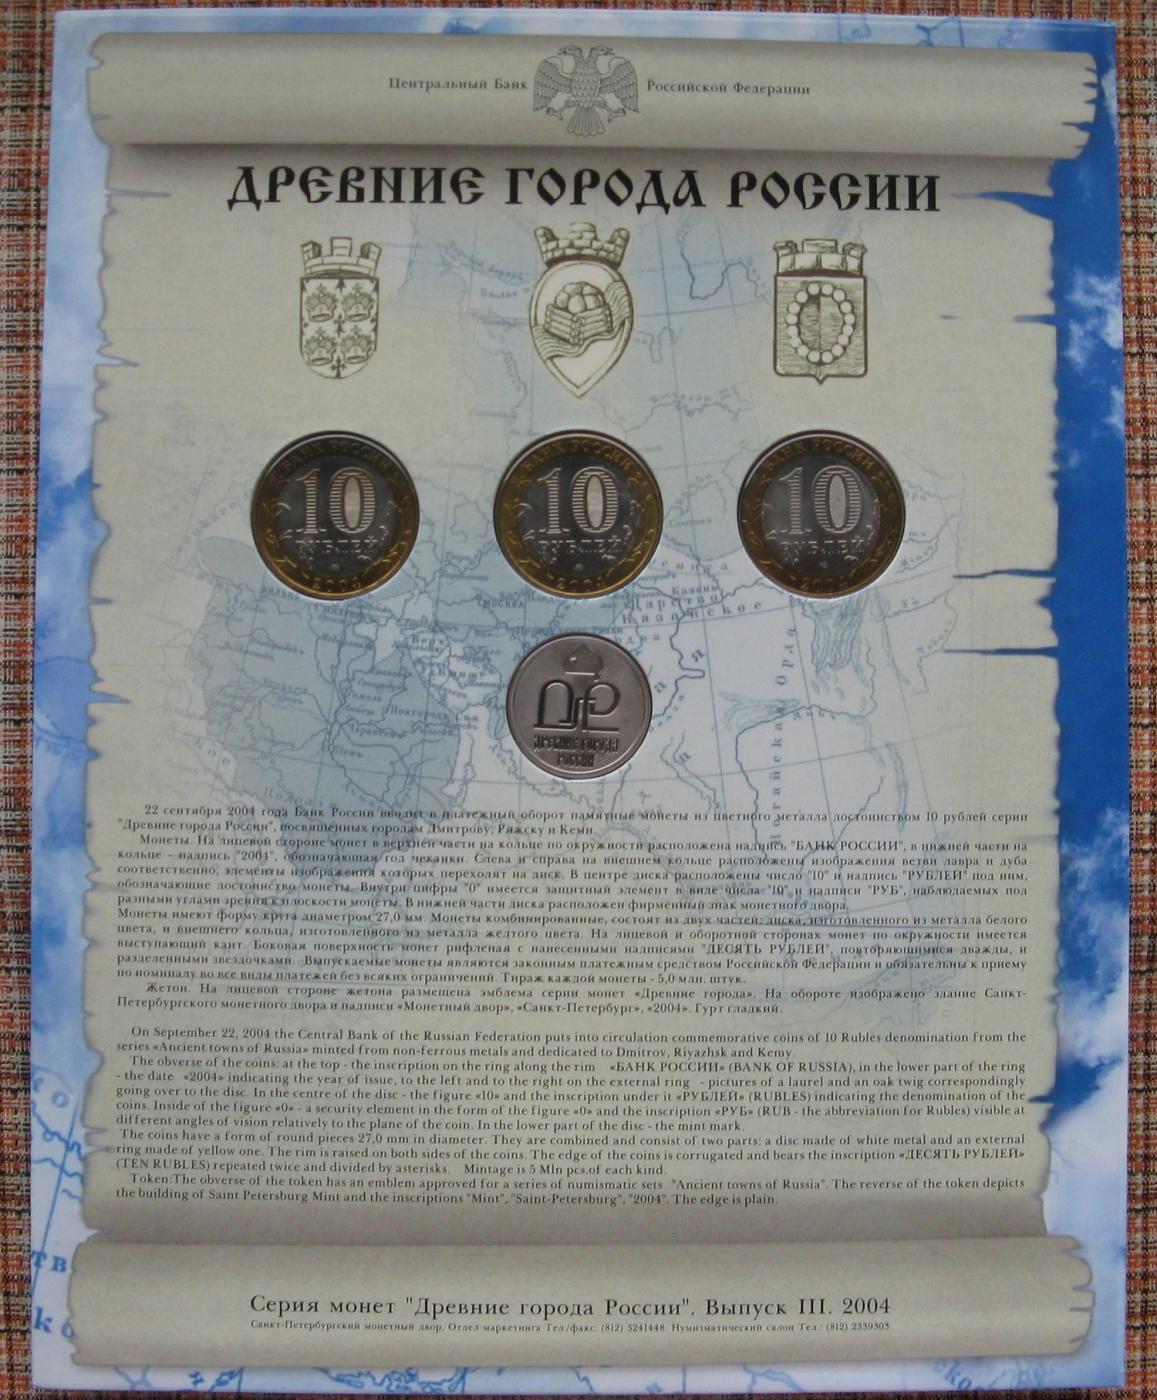 Центральный Банк Российской Федерации
ДРЕВНИЕ ГОРОДА РОССИИ
БАНК РОССИИ
10
РУБЛЕЙ
2004
БАНК РОССИИ
10
РУБЛЕЙ
2004
БАНК РОССИИ
10
РУБЛЕЙ
2004
ДРЕВНИЕ ГОРОДА
РОССИИ
22 сентября 2004 года Банк России вводит в платежный оборот памятные монеты из цветного металла достоинством 10 рублей серии
"Древние города России", посвященных городам Дмитрову, Ряжску и Кеми.
Монеты. На лицевой стороне монет в верхней части на кольце по окружности расположена надпись "БАНК РОССИИ", в нижней части на
кольце - надпись "2004", обозначающая год чеканки. Слева и справа на внешнем кольце расположены изображения ветви лавра и дуба
соответственно, элементы изображения которых переходят на диск. В центре диска расположены число "10" и надпись "РУБЛЕЙ" под ним,
обозначающие достоинство монеты. Внутри цифры "0" имеется защитный элемент в виде числа "10" и надписи "РУБ", наблюдаемых под
разными углами зрения к плоскости монеты. В нижней части диска расположен фирменный знак монетного двора.
Монеты имеют форму круга диаметром 27,0 мм. Монеты комбинированные, состоят из двух частей: диска, изготовленного из металла белого
цвета, и внешнего кольца, изготовленного из металла желтого цвета. На лицевой и оборотной сторонах монет по окружности имеется
выступающий кант. Боковая поверхность монет рифленая с нанесенными надписями "ДЕСЯТЬ РУБЛЕЙ", повторяющимися дважды, и
разделенными звездочками. Выпускаемые монеты являются законным платежным средством Российской Федерации и обязательны к приему
по номиналу во все виды платежей без всяких ограничений. Тираж каждой монеты - 5,0 млн. штук.
Жетон. На лицевой стороне жетона размещена эмблема серии монет «Древние города». На обороте изображено здание Санкт-
Петербургского монетного двора и надписи «Монетный двор», «Санкт-Петербург», «2004». Гурт гладкий.
On September 22, 2004 the Central Bank of the Russian Federation puts into circulation commemorative coins of 10 Rubles denomination from the
series «Ancient towns of Russia» minted from non-ferrous metals and dedicated to Dmitrov, Riyazhsk and Kemy.
The obverse of the coins: at the top - the inscription on the ring along the rim «БАНК РОССИИ» (BANK OF RUSSIA), in the lower part of the ring
- the date «2004» indicating the year of issue, to the left and to the right on the external ring - pictures of a laurel and an oak twig correspondingly
going over to the disc. In the centre of the disc - the figure «10» and the inscription under it «РУБЛЕЙ» (RUBLES) indicating the denomination of the
coins. Inside of the figure «0» - a security element in the form of the figure «0» and the inscription «РУБ» (RUB - the abbreviation for Rubles) visible at
different angles of vision relatively to the plane of the coin. In the lower part of the disc - the mint mark.
The coins have a form of round pieces 27,0 mm in diameter. They are combined and consist of two parts: a disc made of white metal and an external
ring made of yellow one. The rim is raised on both sides of the coins. The edge of the coins is corrugated and bears the inscription «ДЕСЯТЬ РУБЛЕЙ»
(TEN RUBLES) repeated twice and divided by asterisks. Mintage is 5 Mln pcs.of each kind.
Token:The obverse of the token has an emblem approved for a series of numismatic sets "Ancient towns of Russia". The reverse of the token depicts
the building of Saint Petersburg Mint and the inscriptions "Mint", "Saint-Petersburg", "2004". The edge is plain.
Серия монет "Древние города России". Выпуск III. 2004
Санкт-Петербургский монетный двор. Отдел маркетинга Тел./факс: (812) 3241448. Нумизматический салон Тел.: (812) 2339303